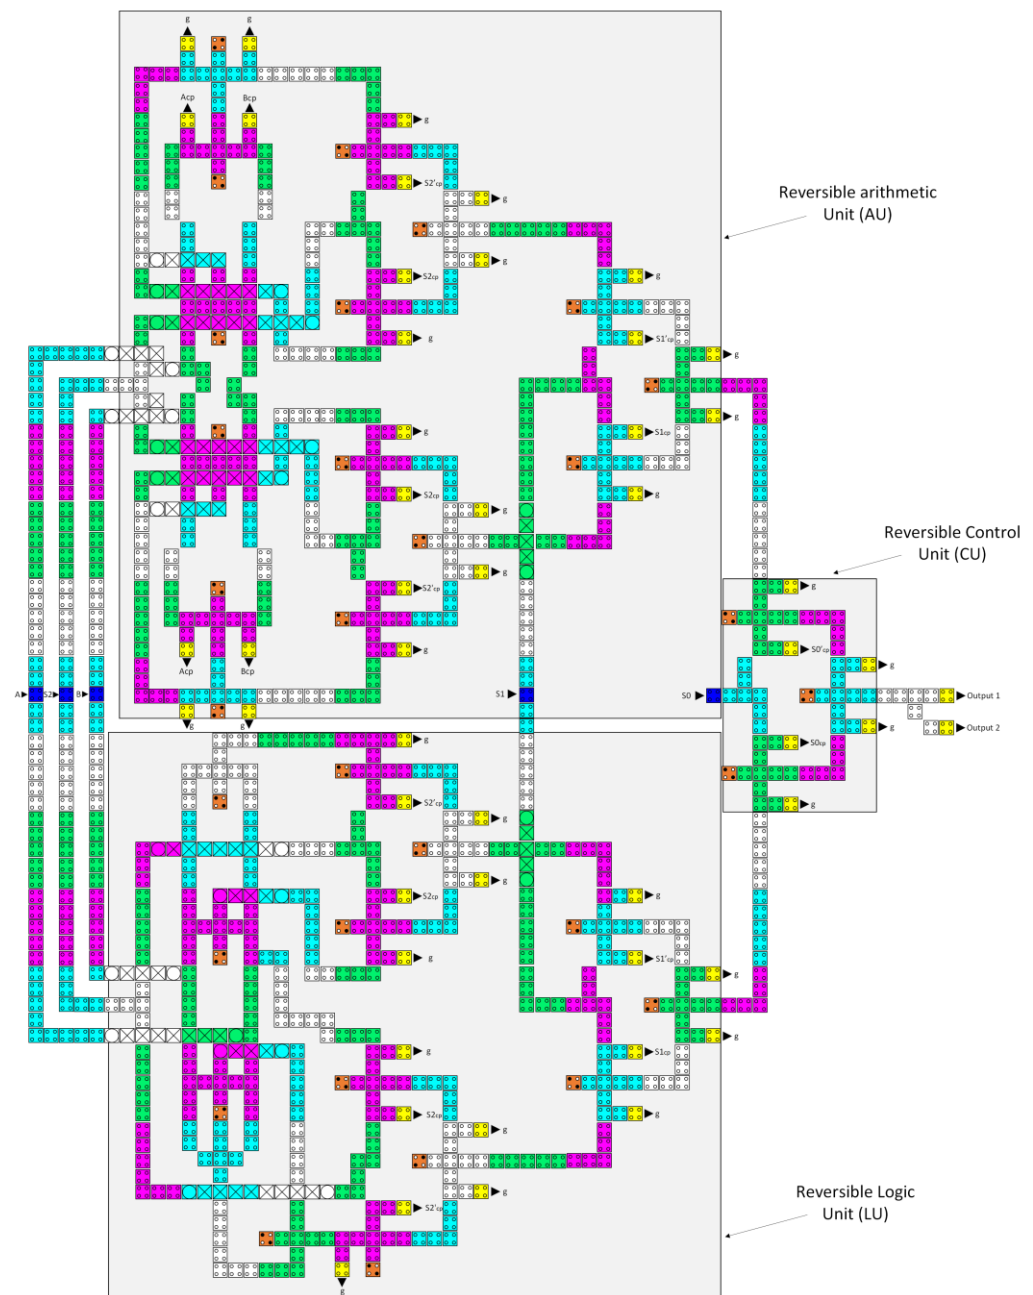 g g
Acp Bcp
g
S2'cp
g
Reversible arithmetic
Unit (AU)
g
S2cp
g
S1'cp
g
g
g
g
S1cp
S2cp
g
g
Reversible Control
Unit (CU)
g
S2'cp
g
g
S0'cp
Acp Bcp
g
A S2 B S1 S0 Output 1
g g
g
Output 2
g
S0cp
S2'cp
g
g
g
S2cp
g
g
S1'cp
g
g
g
S1cp
S2cp
g
g
g
Reversible Logic
Unit (LU)
S2'cp
g